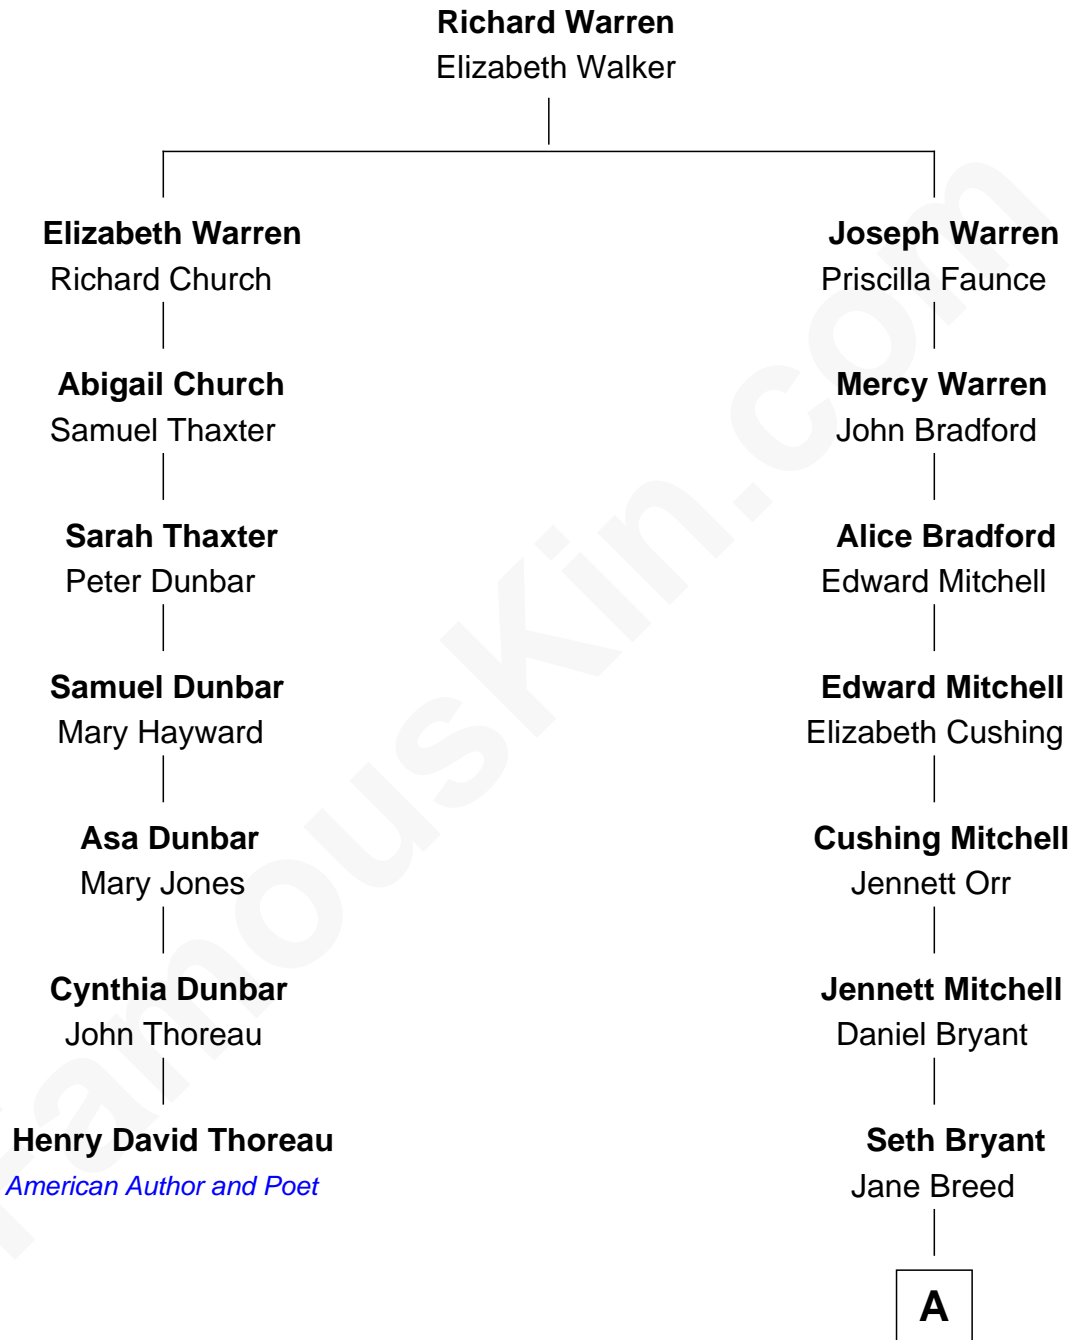 Richard Warren
Elizabeth Walker
Elizabeth Warren
Richard Church
Abigail Church
Samuel Thaxter
Sarah Thaxter
Peter Dunbar
Samuel Dunbar
Mary Hayward
Asa Dunbar
Mary Jones
Cynthia Dunbar
John Thoreau
Henry David Thoreau
American Author and Poet
Joseph Warren
Priscilla Faunce
Mercy Warren
John Bradford
Alice Bradford
Edward Mitchell
Edward Mitchell
Elizabeth Cushing
Cushing Mitchell
Jennett Orr
Jennett Mitchell
Daniel Bryant
Seth Bryant
Jane Breed
A
FamousKin.com